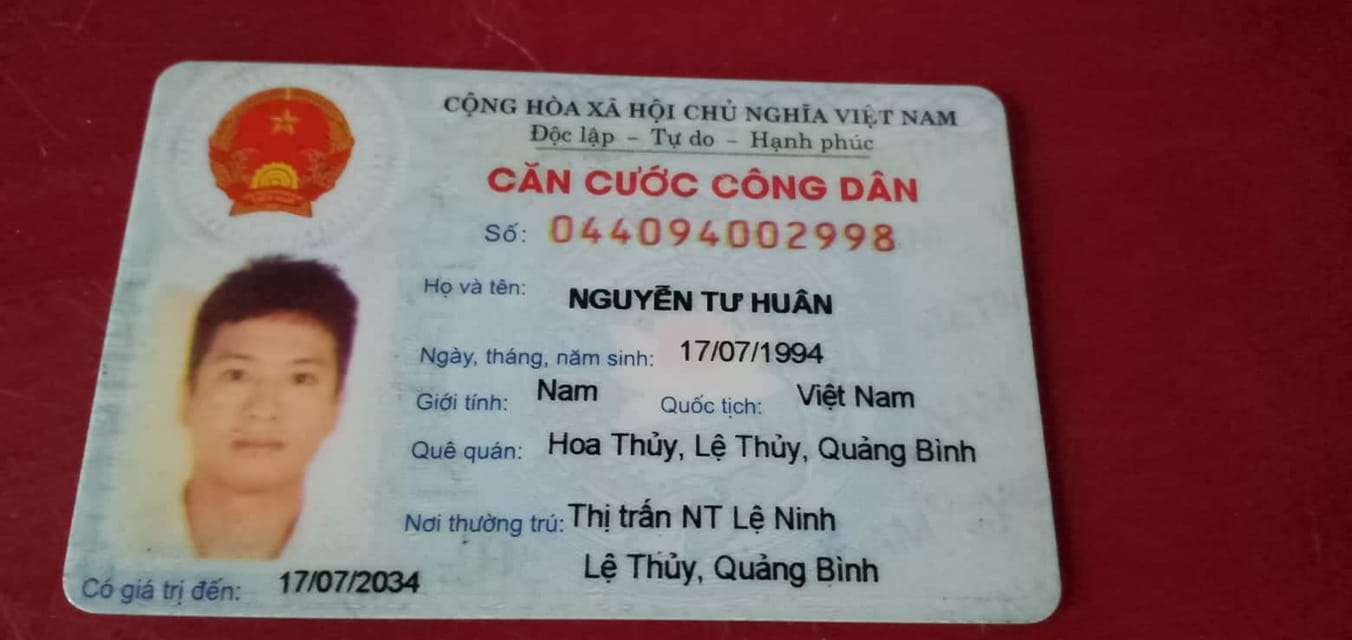 CỘNG HÒA XÃ HỘI CHỦ NGHĨA VIỆT NAM
Độc lập - Tự do - Hạnh phúc
CĂN CƯỚC CÔNG DÂN
Số: 044094002998
Họ và tên: NGUYỄN TƯ HUÂN
Ngày, tháng, năm sinh: 17/07/1994
Giới tính: Nam Quốc tịch: Việt Nam
Quê quán: Hoa Thủy, Lệ Thủy, Quảng Bình
Nơi thường trú: Thị trấn NT Lệ Ninh
Lệ Thủy, Quảng Bình
Có giá trị đến: 17/07/2034